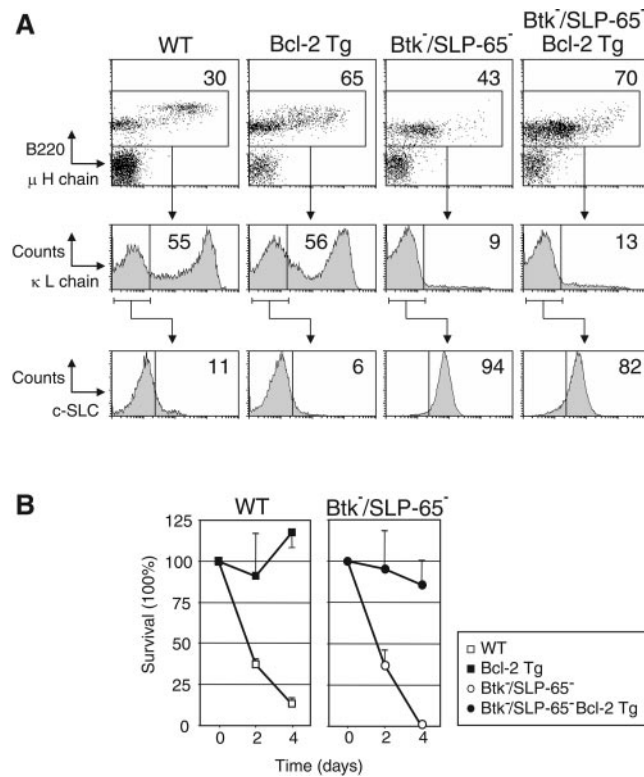 A
WT
Bcl-2 Tg
Btk⁻/SLP-65⁻
Btk⁻/SLP-65⁻
Bcl-2 Tg
30
65
43
70
B220
μ H chain
Counts
κ L chain
55
56
9
13
Counts
c-SLC
11
6
94
82
B
WT
Btk⁻/SLP-65⁻
Survival (100%)
125
100
75
50
25
0
0 2 4
0 2 4
Time (days)
WT
Bcl-2 Tg
Btk⁻/SLP-65⁻
Btk⁻/SLP-65⁻ Bcl-2 Tg